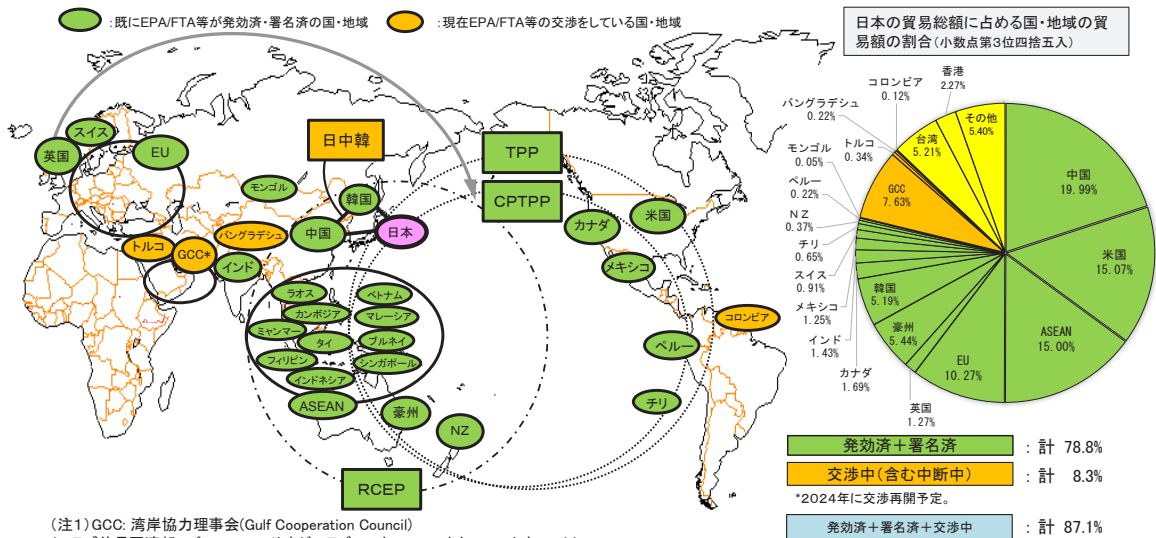 ：既にEPA/FTA等が発効済・署名済の国・地域
：現在EPA/FTA等の交渉をしている国・地域
日本の貿易総額に占める国・地域の貿
易額の割合(小数点第3位四捨五入)
スイス
英国
EU
日中韓
TPP
CPTPP
モンゴル
韓国
バングラデシュ
中国
日本
カナダ
米国
トルコ
GCC*
インド
メキシコ
ラオス
ベトナム
カンボジア
マレーシア
ミャンマー
タイ
ブルネイ
フィリピン
シンガポール
インドネシア
ASEAN
豪州
NZ
コロンビア
ペルー
チリ
RCEP
香港
2.27%
コロンビア
0.12%
バングラデシュ
0.22%
その他
5.40%
台湾
5.21%
トルコ
0.34%
モンゴル
0.05%
ペルー
0.22%
GCC
7.63%
中国
19.99%
NZ
0.37%
チリ
0.65%
米国
15.07%
スイス
0.91%
韓国
5.19%
メキシコ
1.25%
豪州
5.44%
ASEAN
15.00%
インド
1.43%
EU
10.27%
カナダ
1.69%
英国
1.27%
発効済＋署名済 ：計 78.8%
交渉中(含む中断中) ：計 8.3%
*2024年に交渉再開予定。
発効済＋署名済＋交渉中 ：計 87.1%
(注1)GCC: 湾岸協力理事会(Gulf Cooperation Council)